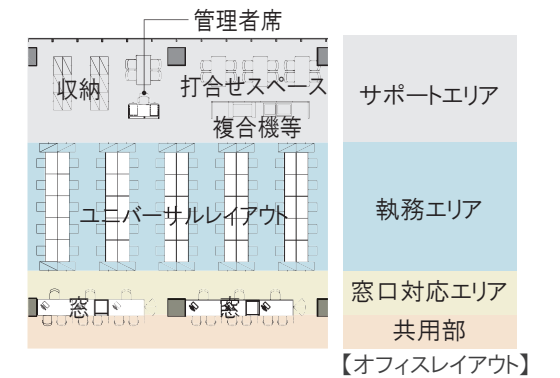 管理者席
収納
打合せスペース
複合機等
サポートエリア
ユニバーサルレイアウト
執務エリア
窓口
窓口
窓口対応エリア
共用部
【オフィスレイアウト】